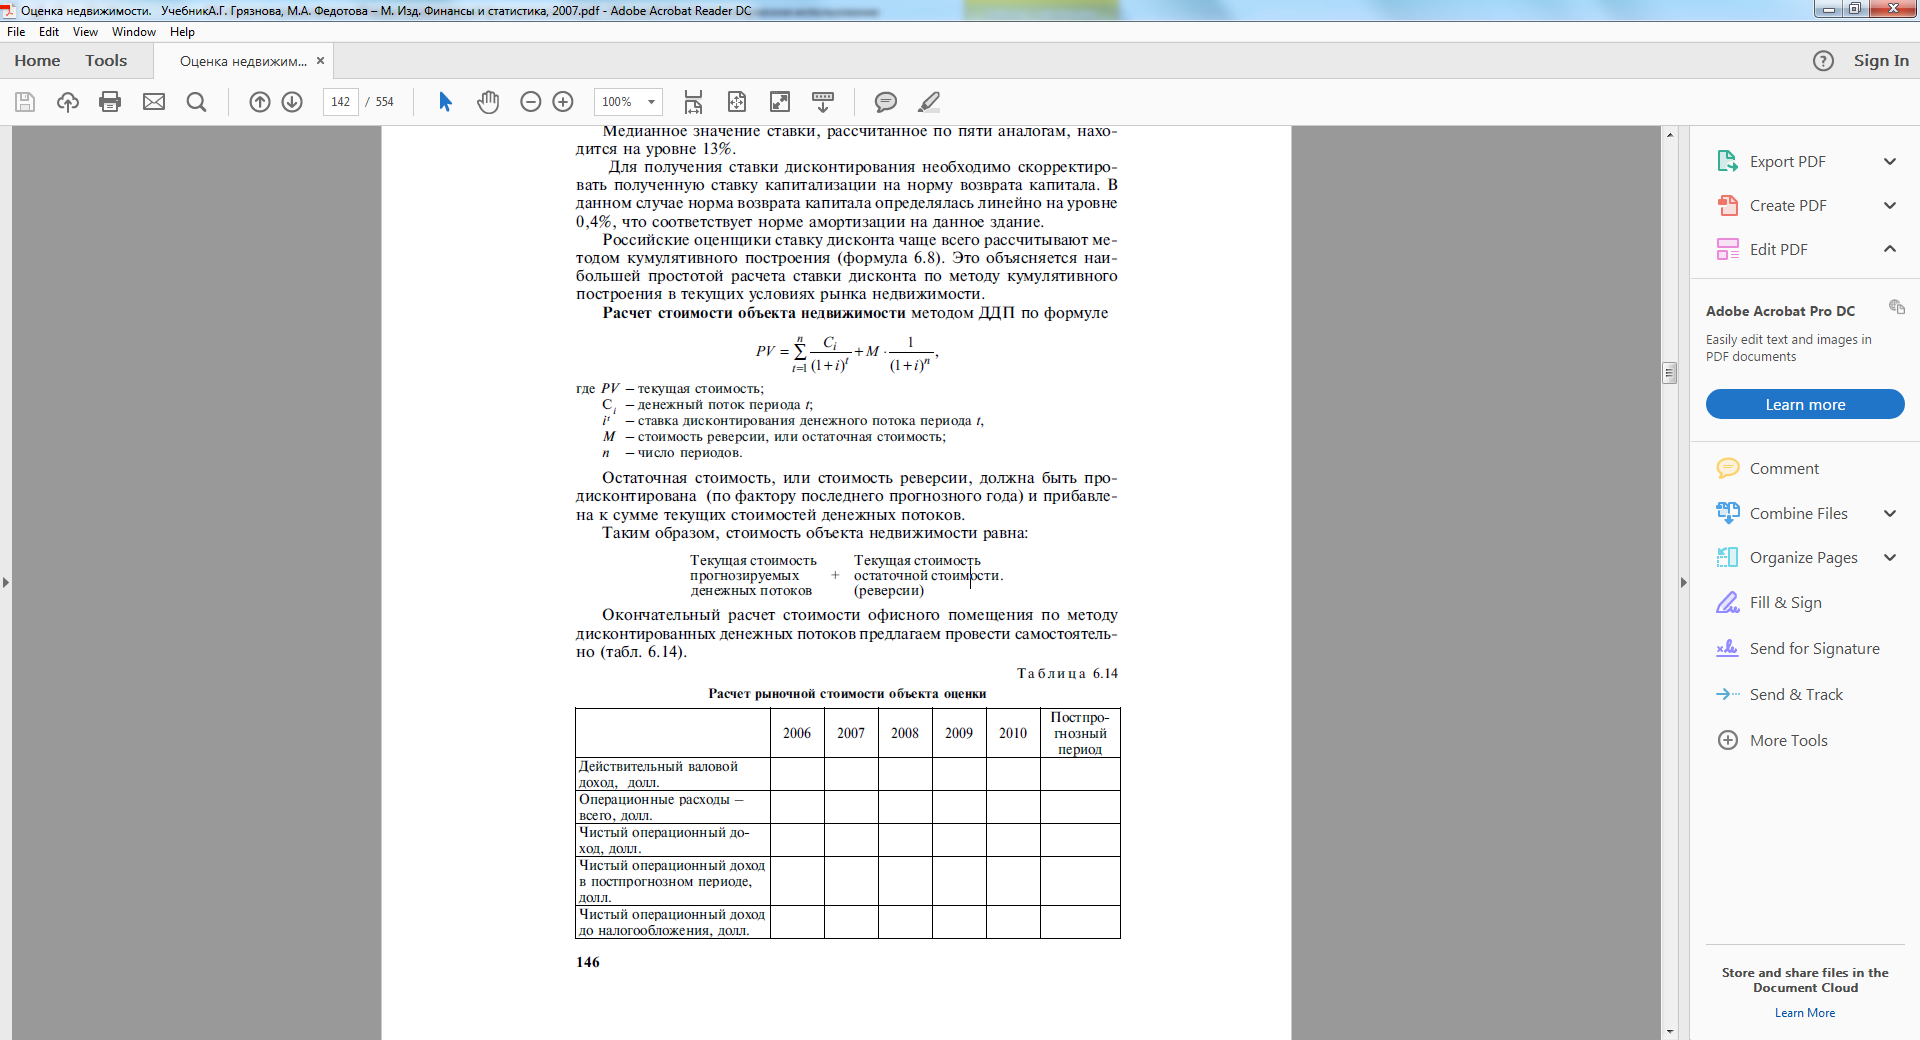 Оценка недвижимости.   УчебникА.Г. Грязнова, М.А. Федотова – М. Изд. Финансы и статистика, 2007.pdf - Adobe Acrobat Reader DC
File Edit View Window Help
Home Tools Оценка недвижим... × ? Sign In
142 / 554 100%
Медианное значение ставки, рассчитанное по пяти аналогам, нахо-
дится на уровне 13%.
Для получения ставки дисконтирования необходимо скорректиро-
вать полученную ставку капитализации на норму возврата капитала. В
данном случае норма возврата капитала определялась линейно на уровне
0,4%, что соответствует норме амортизации на данное здание.
Российские оценщики ставку дисконта чаще всего рассчитывают ме-
тодом кумулятивного построения (формула 6.8). Это объясняется наи-
большей простотой расчета ставки дисконта по методу кумулятивного
построения в текущих условиях рынка недвижимости.
Расчет стоимости объекта недвижимости методом ДДП по формуле
PV = n ∑ t=1 Ci / (1+i)^t + M · 1 / (1+i)^n,
где PV – текущая стоимость;
Ci – денежный поток периода t;
i^t – ставка дисконтирования денежного потока периода t,
M – стоимость реверсии, или остаточная стоимость;
n – число периодов.
Остаточная стоимость, или стоимость реверсии, должна быть про-
дисконтирована (по фактору последнего прогнозного года) и прибавле-
на к сумме текущих стоимостей денежных потоков.
Таким образом, стоимость объекта недвижимости равна:
Текущая стоимость Текущая стоимость
прогнозируемых + остаточной стоимости.
денежных потоков (реверсии)
Окончательный расчет стоимости офисного помещения по методу
дисконтированных денежных потоков предлагаем провести самостоятель-
но (табл. 6.14).
Таблица 6.14
Расчет рыночной стоимости объекта оценки
2006 2007 2008 2009 2010 Постпро-
гнозный
период
Действительный валовой
доход, долл.
Операционные расходы –
всего, долл.
Чистый операционный до-
ход, долл.
Чистый операционный доход
в постпрогнозном периоде,
долл.
Чистый операционный доход
до налогообложения, долл.
146
Export PDF
Create PDF
Edit PDF
Adobe Acrobat Pro DC
Easily edit text and images in
PDF documents
Learn more
Comment
Combine Files
Organize Pages
Fill & Sign
Send for Signature
Send & Track
More Tools
Store and share files in the
Document Cloud
Learn More